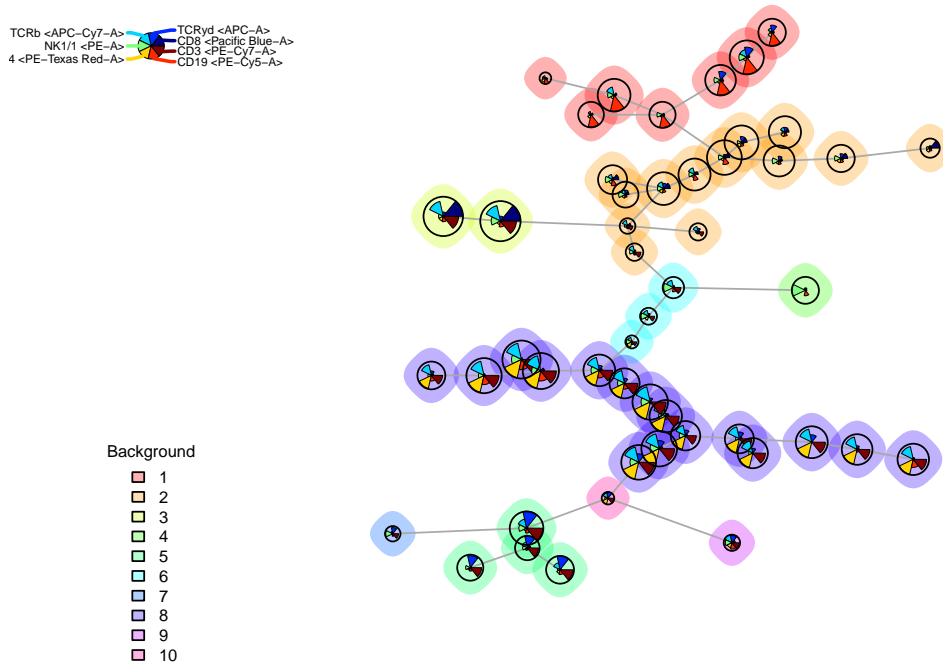 TCRb <APC−Cy7−A>
NK1/1 <PE−A>
4 <PE−Texas Red−A>
TCRyd <APC−A>
CD8 <Pacific Blue−A>
CD3 <PE−Cy7−A>
CD19 <PE−Cy5−A>
Background
1
2
3
4
5
6
7
8
9
10